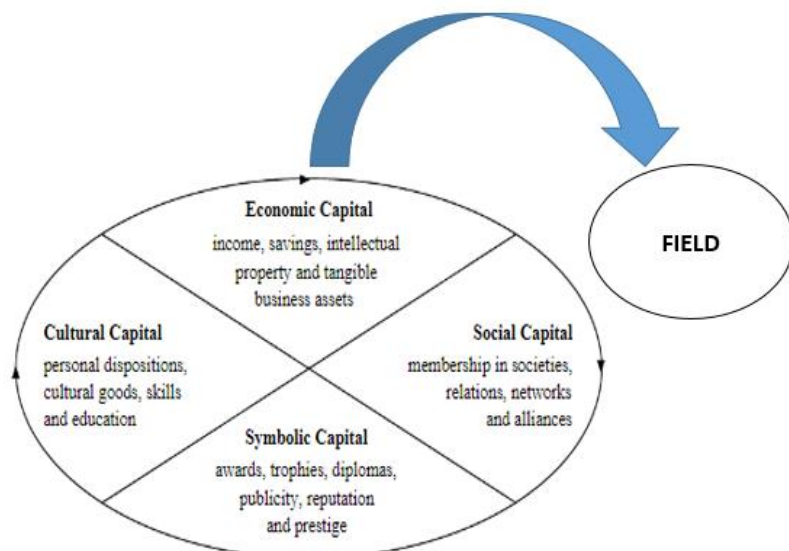 Economic Capital
income, savings, intellectual
property and tangible
business assets
FIELD
Cultural Capital
personal dispositions,
cultural goods, skills
and education
Social Capital
membership in societies,
relations, networks
and alliances
Symbolic Capital
awards, trophies, diplomas,
publicity, reputation
and prestige